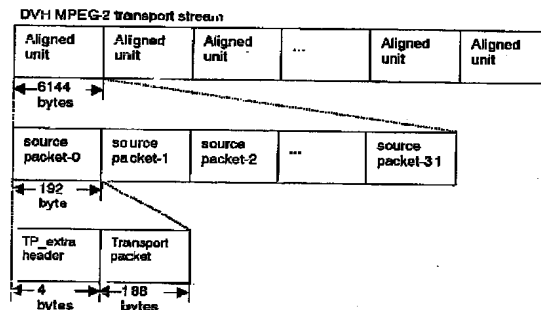 DVH MPEG-2 transport stream
Aligned unit Aligned unit Aligned unit ... Aligned unit Aligned unit
6144 bytes
source packet-0 source packet-1 source packet-2 ... source packet-31
192 byte
TP_extra header Transport packet
4 bytes 188 bytes